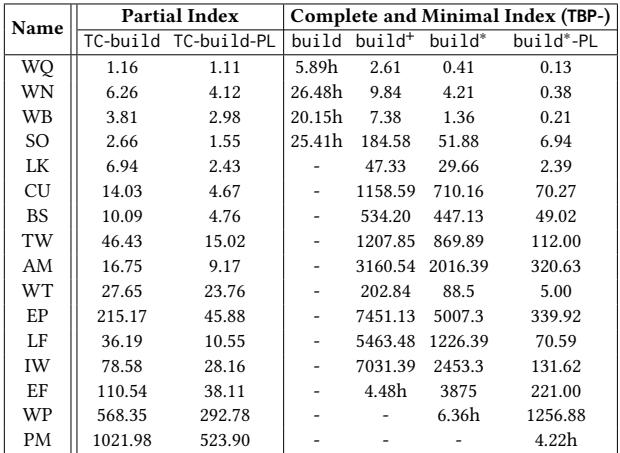 Name Partial Index Complete and Minimal Index (TBP-)
TC-build TC-build-PL build build⁺ build* build*-PL
WQ 1.16 1.11 5.89h 2.61 0.41 0.13
WN 6.26 4.12 26.48h 9.84 4.21 0.38
WB 3.81 2.98 20.15h 7.38 1.36 0.21
SO 2.66 1.55 25.41h 184.58 51.88 6.94
LK 6.94 2.43 - 47.33 29.66 2.39
CU 14.03 4.67 - 1158.59 710.16 70.27
BS 10.09 4.76 - 534.20 447.13 49.02
TW 46.43 15.02 - 1207.85 869.89 112.00
AM 16.75 9.17 - 3160.54 2016.39 320.63
WT 27.65 23.76 - 202.84 88.5 5.00
EP 215.17 45.88 - 7451.13 5007.3 339.92
LF 36.19 10.55 - 5463.48 1226.39 70.59
IW 78.58 28.16 - 7031.39 2453.3 131.62
EF 110.54 38.11 - 4.48h 3875 221.00
WP 568.35 292.78 - - 6.36h 1256.88
PM 1021.98 523.90 - - - 4.22h